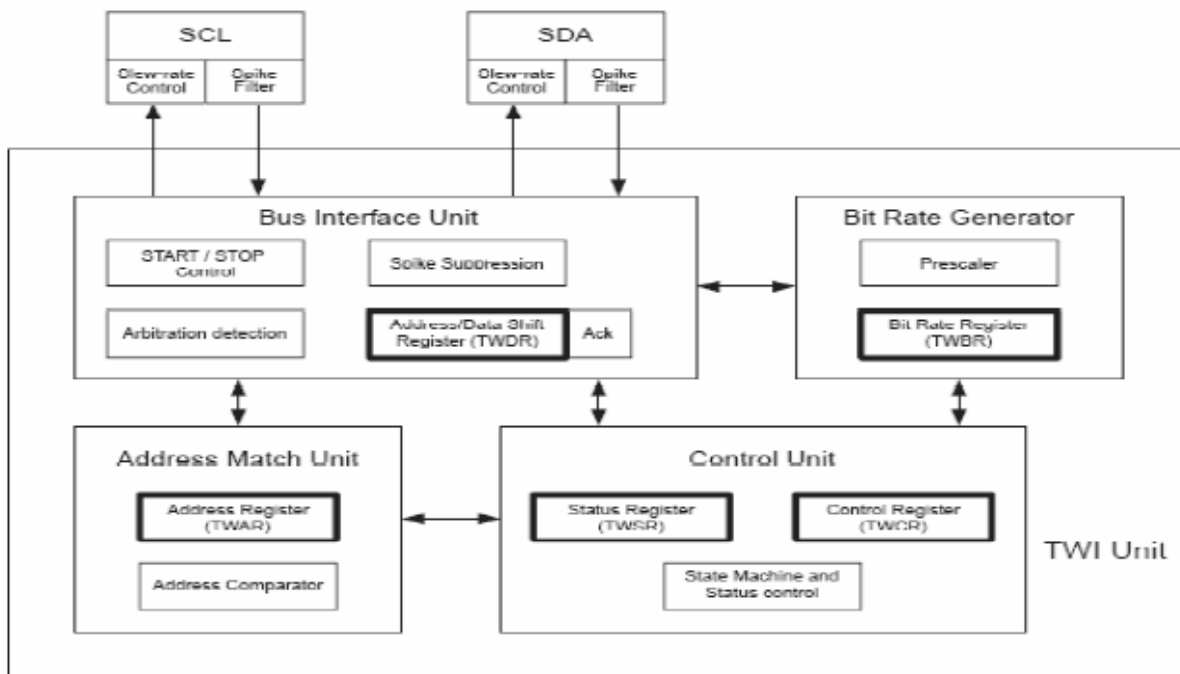 SCL
SDA
Slew-rate
Control
Spike
Filter
Slew-rate
Control
Spike
Filter
Bus Interface Unit
START / STOP
Control
Spike Suppression
Arbitration detection
Address/Data Shift
Register (TWDR)
Ack
Bit Rate Generator
Prescaler
Bit Rate Register
(TWBR)
Address Match Unit
Address Register
(TWAR)
Address Comparator
Control Unit
Status Register
(TWSR)
Control Register
(TWCR)
State Machine and
Status control
TWI Unit